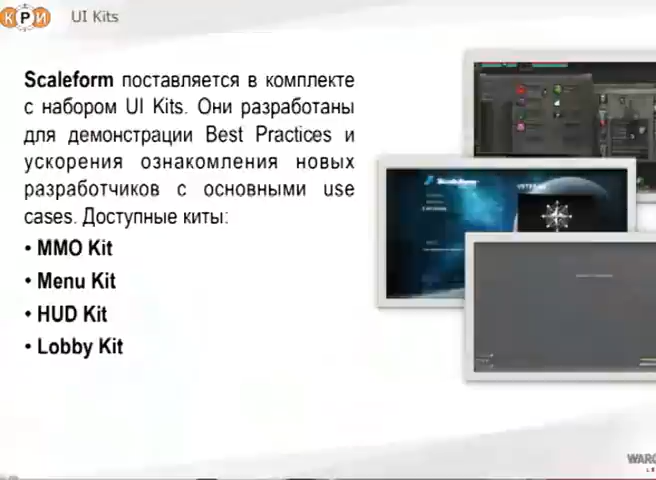 КРИ UI Kits
Scaleform поставляется в комплекте
с набором UI Kits. Они разработаны
для демонстрации Best Practices и
ускорения ознакомления новых
разработчиков с основными use
cases. Доступные киты:
• MMO Kit
• Menu Kit
• HUD Kit
• Lobby Kit
Scaleform